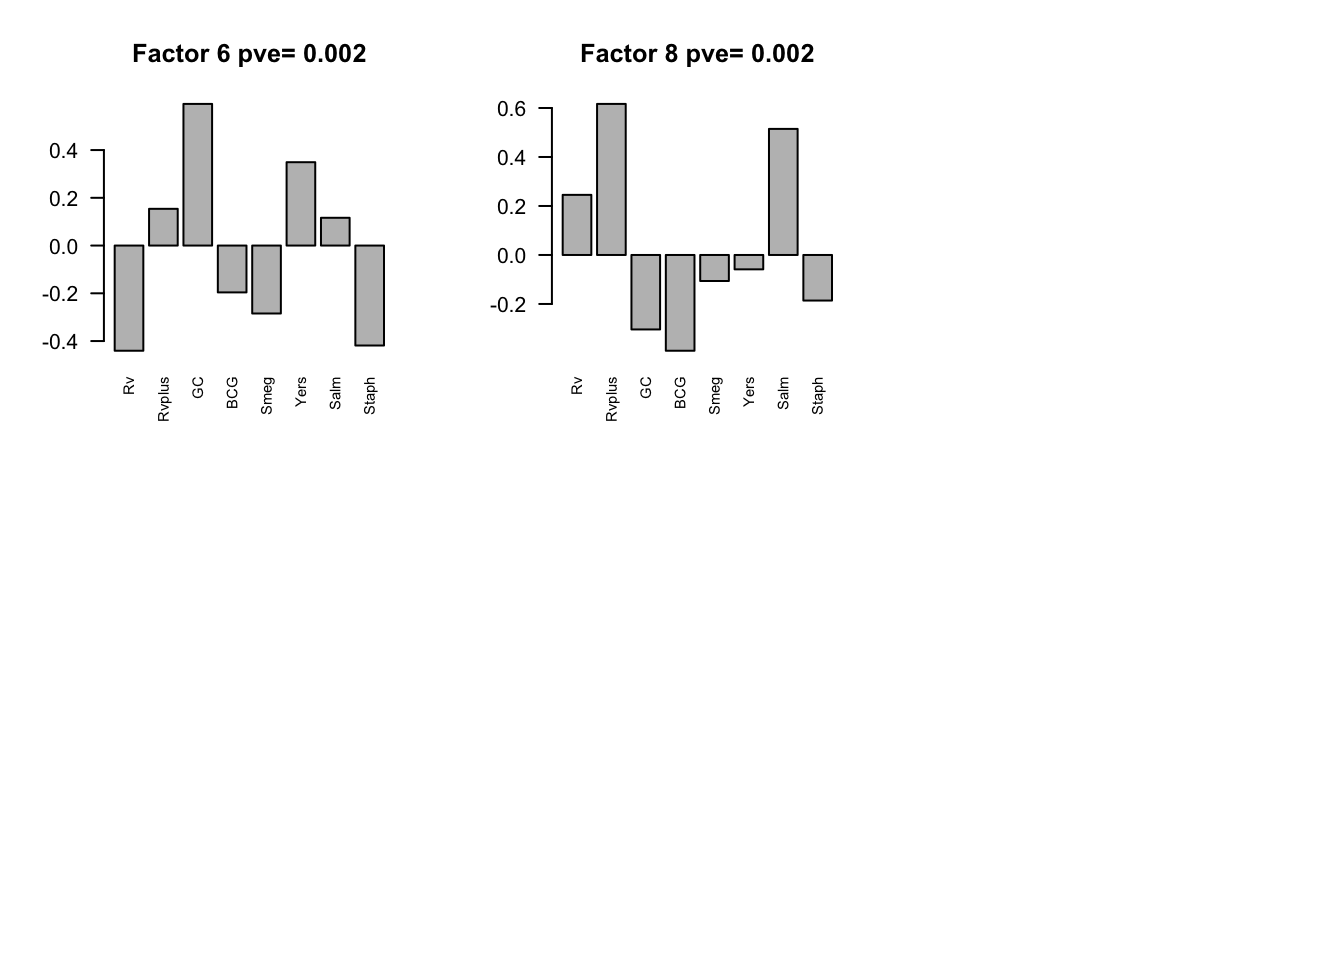 Factor 6 pve= 0.002
0.4
0.2
0.0
-0.2
-0.4
Rv
Rvplus
GC
BCG
Smeg
Yers
Salm
Staph
Factor 8 pve= 0.002
0.6
0.4
0.2
0.0
-0.2
Rv
Rvplus
GC
BCG
Smeg
Yers
Salm
Staph